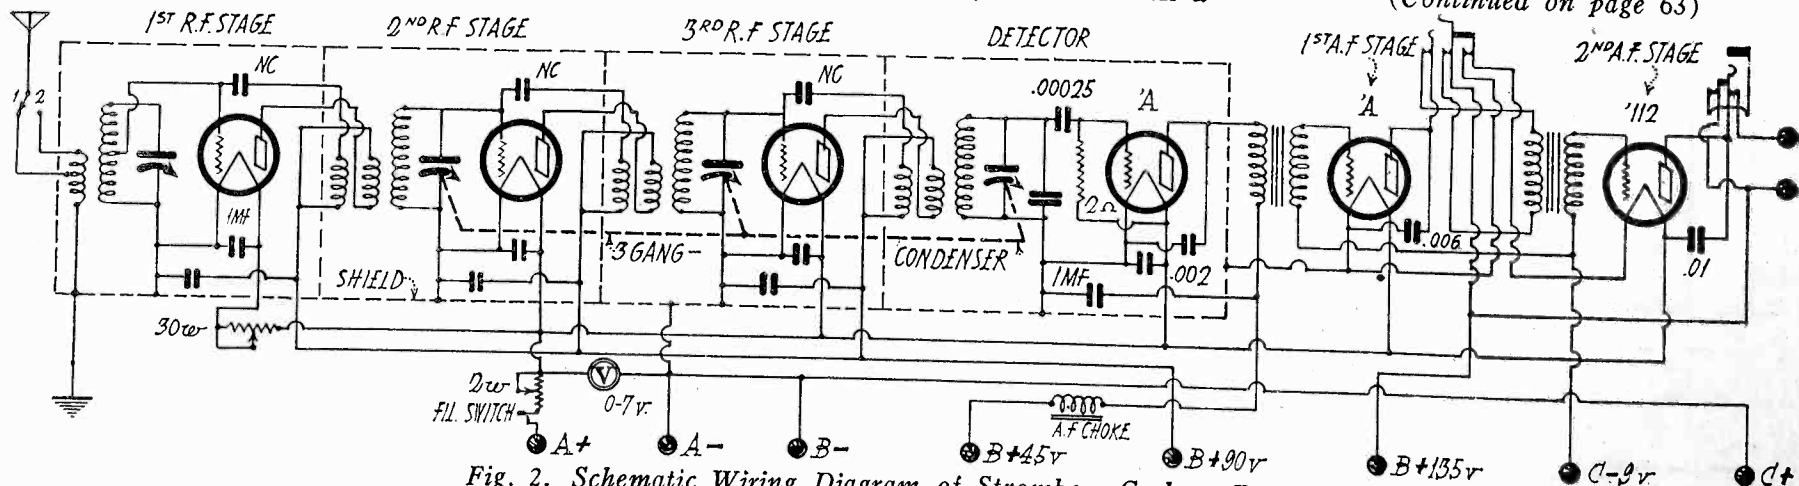 (Continued on page 63)
1ST R.F. STAGE
2ND R.F STAGE
3RD R.F STAGE
DETECTOR
1ST A.F STAGE
2ND A.F. STAGE
NC
NC
NC
.00025
'A
'A
'112
1 2
1MF
2Ω
3 GANG-
CONDENSER
SHIELD
1MF
.002
.006
.01
30w
2w
FIL. SWITCH
V
0-7v.
A.F CHOKE
A+
A-
B-
B+45v
B+90v
B+135v
C-9v
C+
Fig. 2. Schematic Wiring Diagram of